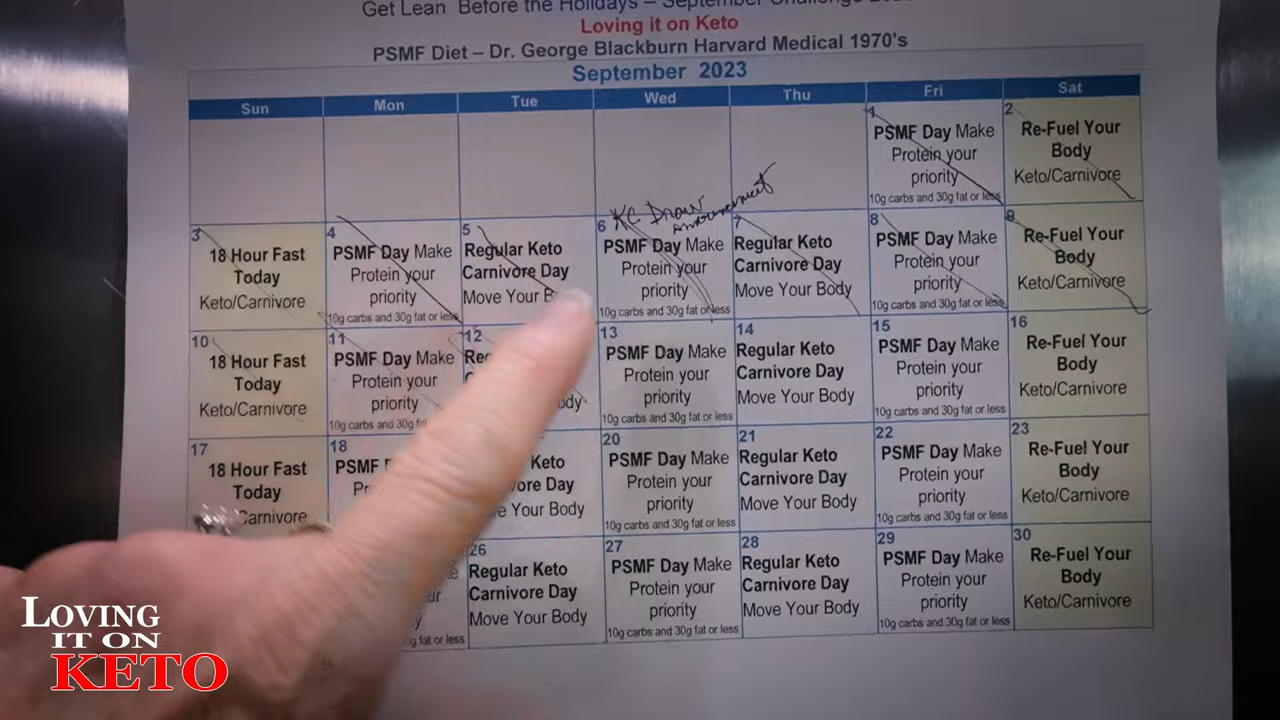 Get Lean Before the Holidays – September Challenge
Loving it on Keto
PSMF Diet – Dr. George Blackburn Harvard Medical 1970's
September 2023
Sun Mon Tue Wed Thu Fri Sat
1
PSMF Day Make
Protein your
priority
10g carbs and 30g fat or less
2
Re-Fuel Your
Body
Keto/Carnivore
3
18 Hour Fast
Today
Keto/Carnivore
4
PSMF Day Make
Protein your
priority
10g carbs and 30g fat or less
5
Regular Keto
Carnivore Day
Move Your B
KC Draw
Announcement
6
PSMF Day Make
Protein your
priority
10g carbs and 30g fat or less
7
Regular Keto
Carnivore Day
Move Your Body
8
PSMF Day Make
Protein your
priority
10g carbs and 30g fat or less
9
Re-Fuel Your
Body
Keto/Carnivore
10
18 Hour Fast
Today
Keto/Carnivore
11
PSMF Day Make
Protein your
priority
10g carbs and 30g f
12
Reg
C
ody
13
PSMF Day Make
Protein your
priority
10g carbs and 30g fat or less
14
Regular Keto
Carnivore Day
Move Your Body
15
PSMF Day Make
Protein your
priority
10g carbs and 30g fat or less
16
Re-Fuel Your
Body
Keto/Carnivore
17
18 Hour Fast
Today
Carnivore
18
PSMF
P
Keto
ore Day
e Your Body
20
PSMF Day Make
Protein your
priority
10g carbs and 30g fat or less
21
Regular Keto
Carnivore Day
Move Your Body
22
PSMF Day Make
Protein your
priority
10g carbs and 30g fat or less
23
Re-Fuel Your
Body
Keto/Carnivore
e
ur
y
g fat or less
26
Regular Keto
Carnivore Day
Move Your Body
27
PSMF Day Make
Protein your
priority
10g carbs and 30g fat or less
28
Regular Keto
Carnivore Day
Move Your Body
29
PSMF Day Make
Protein your
priority
10g carbs and 30g fat or less
30
Re-Fuel Your
Body
Keto/Carnivore
LOVING
IT ON
KETO